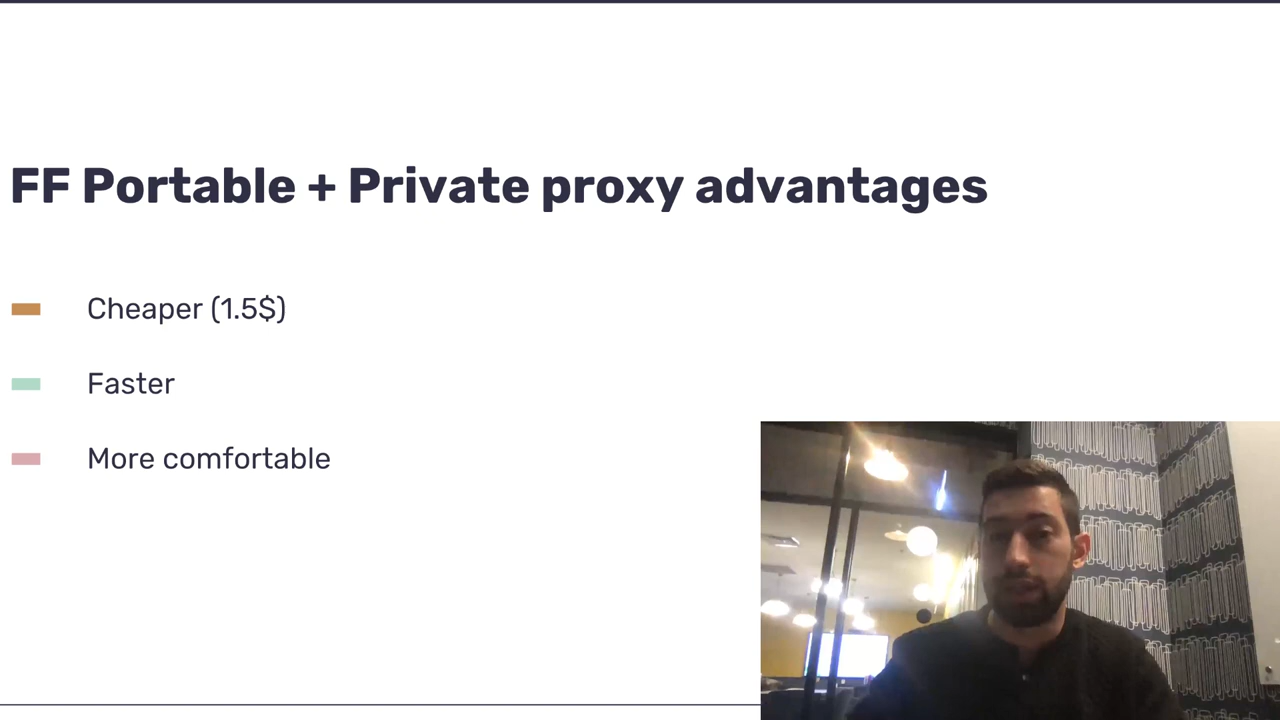 FF Portable + Private proxy advantages
Cheaper (1.5$)
Faster
More comfortable